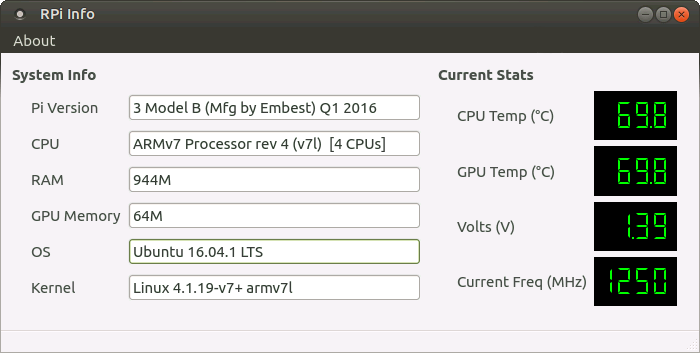 RPi Info
About
System Info
Pi Version 3 Model B (Mfg by Embest) Q1 2016
CPU ARMv7 Processor rev 4 (v7l)  [4 CPUs]
RAM 944M
GPU Memory 64M
OS Ubuntu 16.04.1 LTS
Kernel Linux 4.1.19-v7+ armv7l
Current Stats
CPU Temp (°C) 69.8
GPU Temp (°C) 69.8
Volts (V) 1.39
Current Freq (MHz) 1250